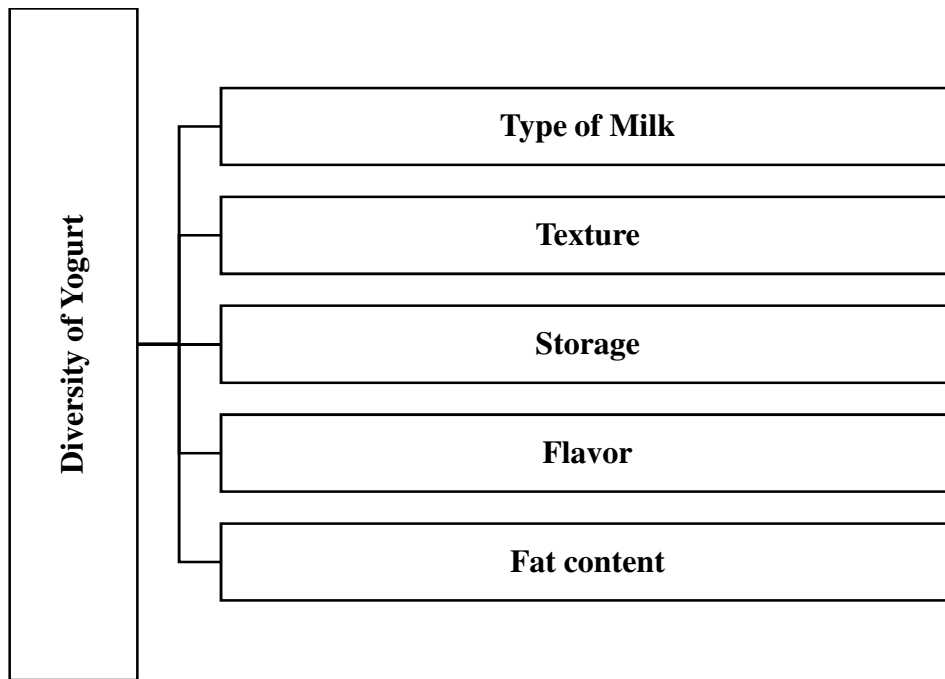 Diversity of Yogurt
Type of Milk
Texture
Storage
Flavor
Fat content